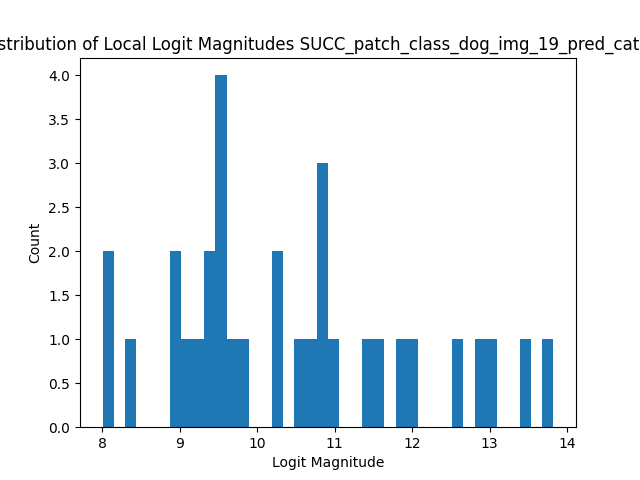 stribution of Local Logit Magnitudes SUCC_patch_class_dog_img_19_pred_cat
4.0
3.5
3.0
2.5
2.0
1.5
1.0
0.5
0.0
Count
8 9 10 11 12 13 14
Logit Magnitude